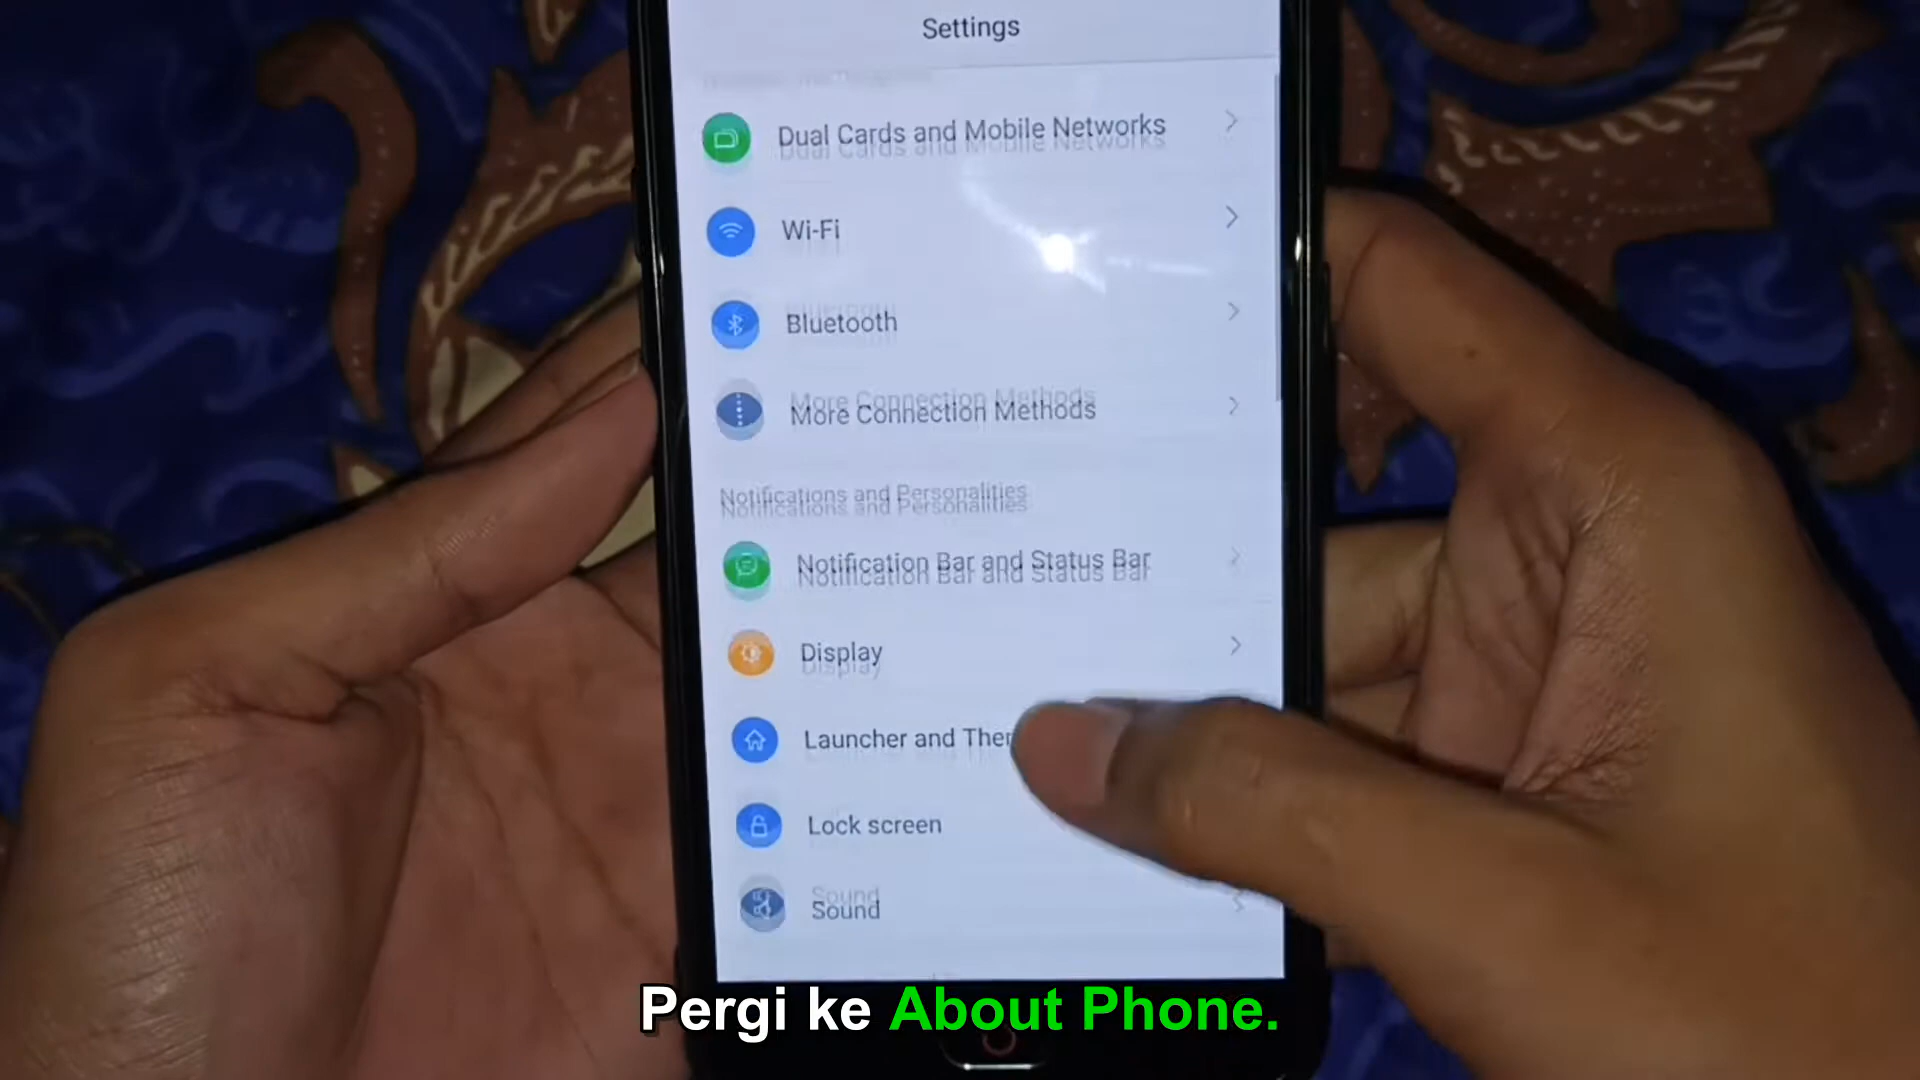 Settings
Dual Cards and Mobile Networks
Wi-Fi
Bluetooth
More Connection Methods
Notifications and Personalities
Notification Bar and Status Bar
Display
Launcher and
Lock screen
Sound
Pergi ke About Phone.